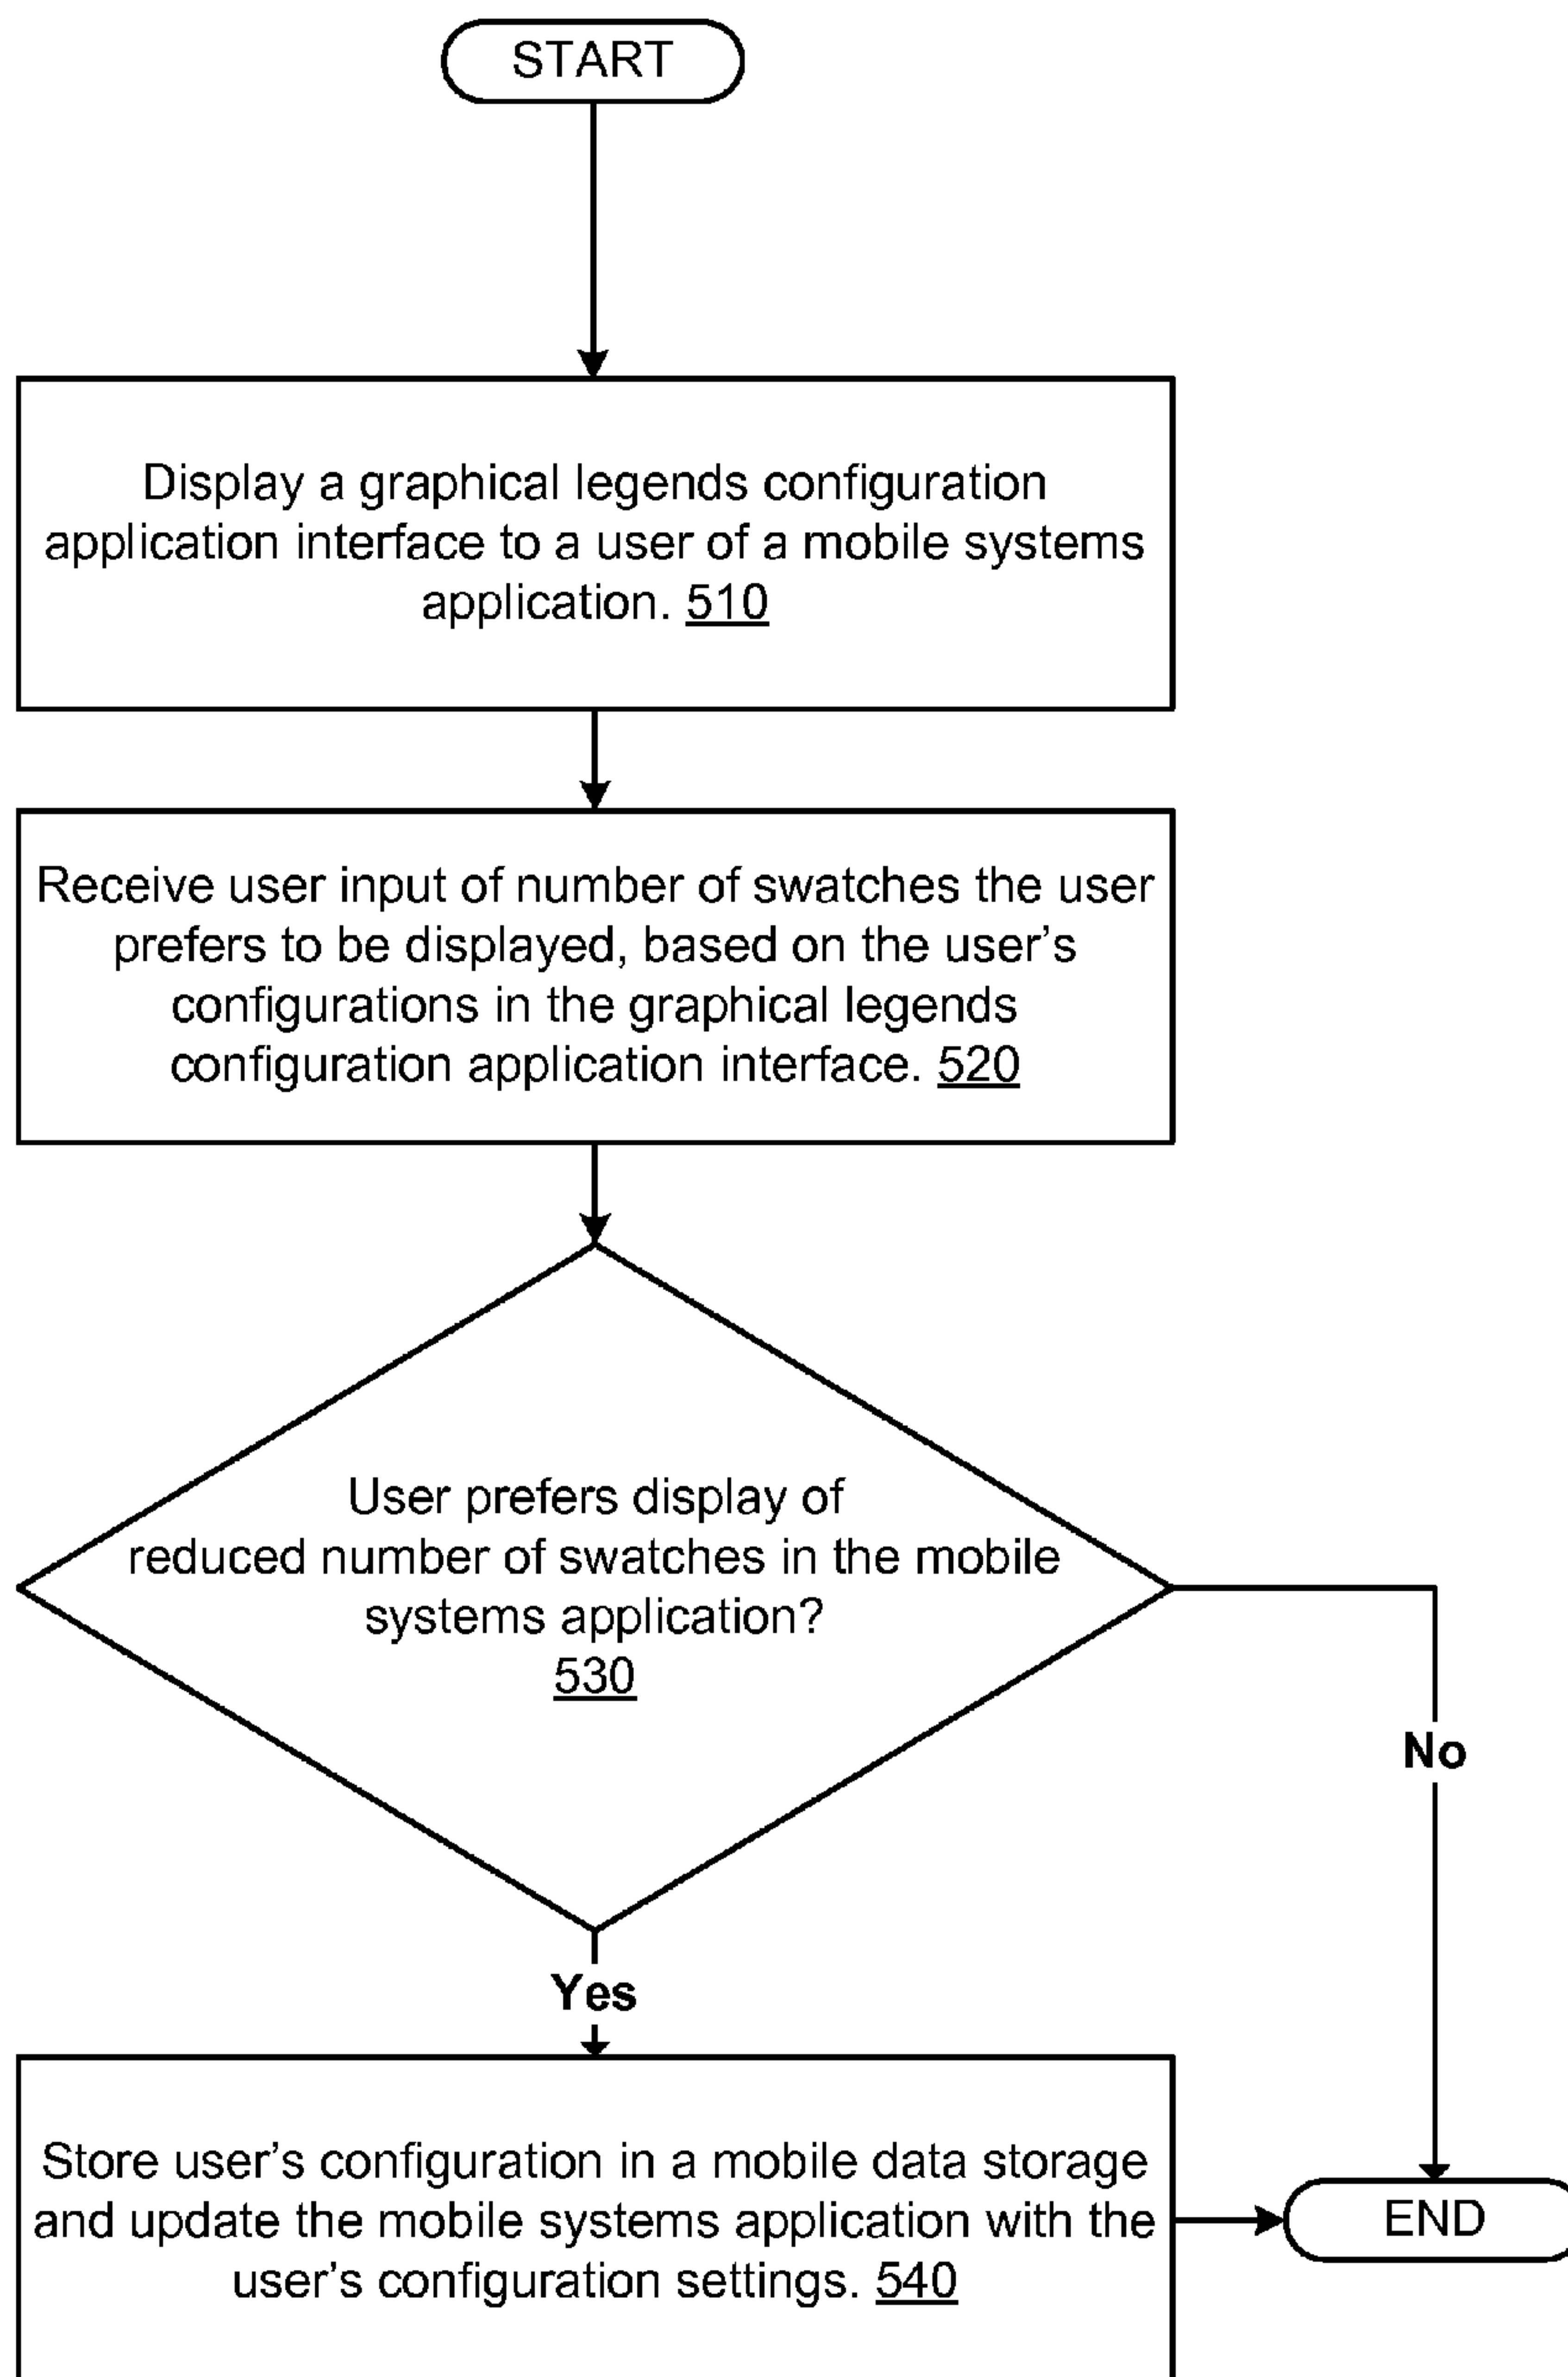 START
Display a graphical legends configuration
application interface to a user of a mobile systems
application. 510
Receive user input of number of swatches the user
prefers to be displayed, based on the user's
configurations in the graphical legends
configuration application interface. 520
User prefers display of
reduced number of swatches in the mobile
systems application?
530
No
Yes
Store user's configuration in a mobile data storage
and update the mobile systems application with the
user's configuration settings. 540
END